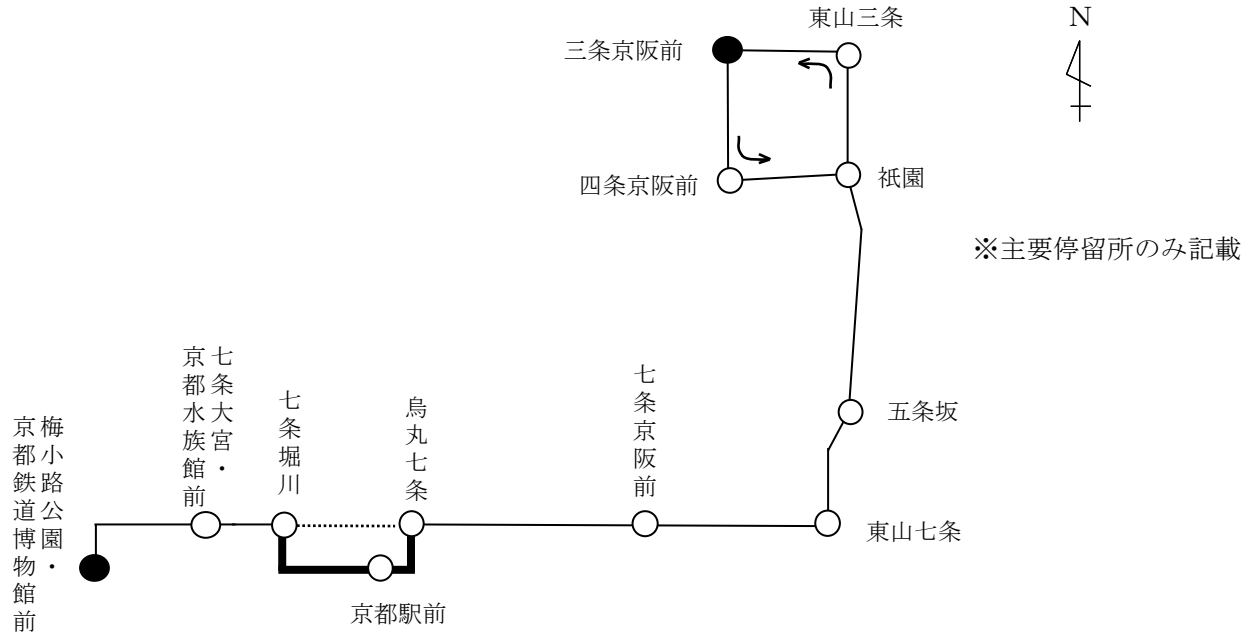 東山三条
N
三条京阪前
四条京阪前
祇園
※主要停留所のみ記載
梅小路公園・
京都鉄道博物館前
七条大宮・
京都水族館前
七条堀川
烏丸七条
七条京阪前
五条坂
東山七条
京都駅前